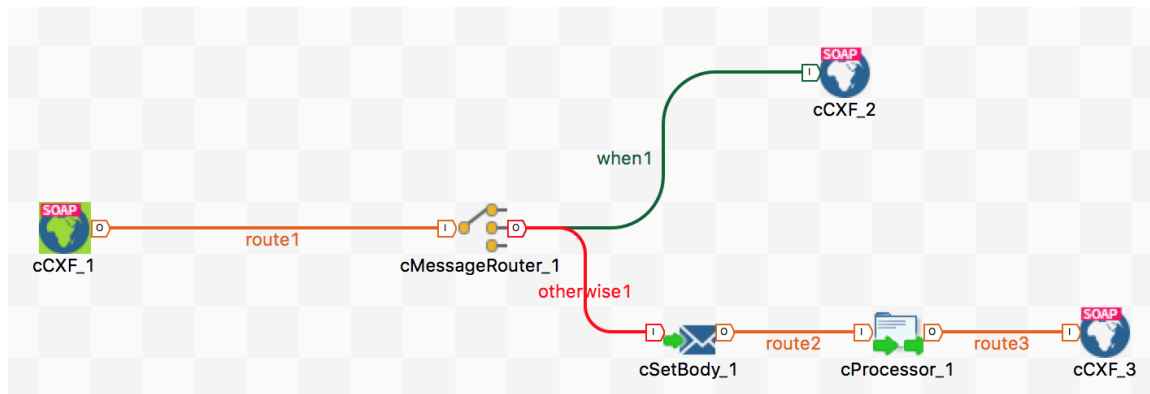 SOAP
I
cCXF_2
when1
SOAP
O
route1
I
O
cCXF_1
cMessageRouter_1
otherwise1
SOAP
I
O
route2
I
O
route3
I
cSetBody_1
cProcessor_1
cCXF_3